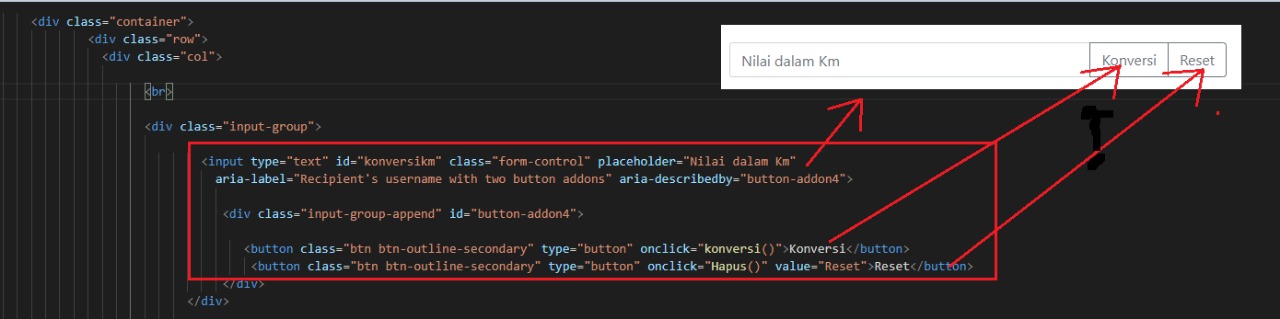 <div class="container">
<div class="row">
<div class="col">
<br>
<div class="input-group">
<input type="text" id="konversikm" class="form-control" placeholder="Nilai dalam Km"
aria-label="Recipient's username with two button addons" aria-describedby="button-addon4">
<div class="input-group-append" id="button-addon4">
<button class="btn btn-outline-secondary" type="button" onclick="konversi()">Konversi</button>
<button class="btn btn-outline-secondary" type="button" onclick="Hapus()" value="Reset">Reset</button>
</div>
</div>
Nilai dalam Km Konversi Reset